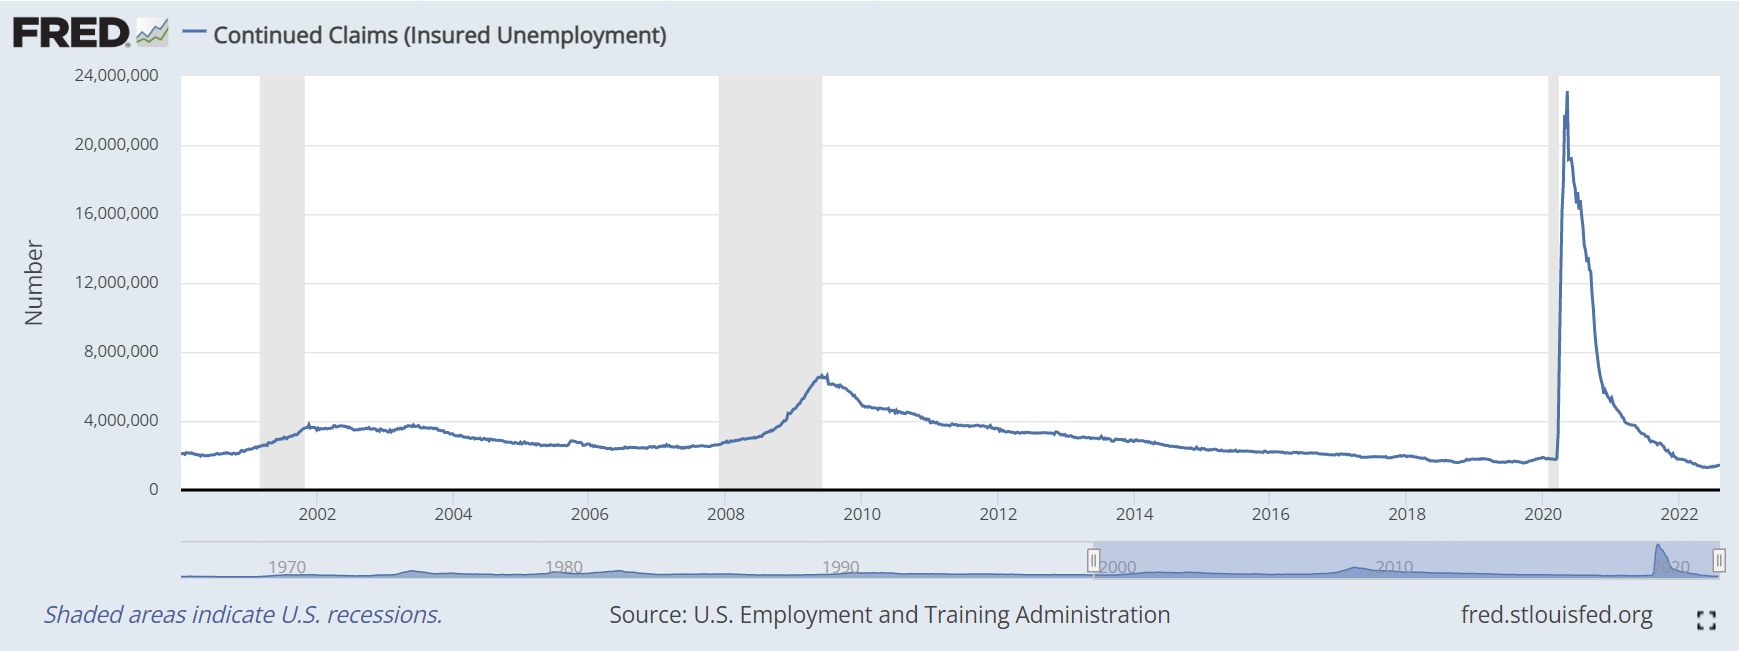 FRED
Continued Claims (Insured Unemployment)
24,000,000
20,000,000
16,000,000
12,000,000
8,000,000
4,000,000
0
Number
2002 2004 2006 2008 2010 2012 2014 2016 2018 2020 2022
1970 1980 1990 2000 2010 2020
Shaded areas indicate U.S. recessions. Source: U.S. Employment and Training Administration fred.stlouisfed.org